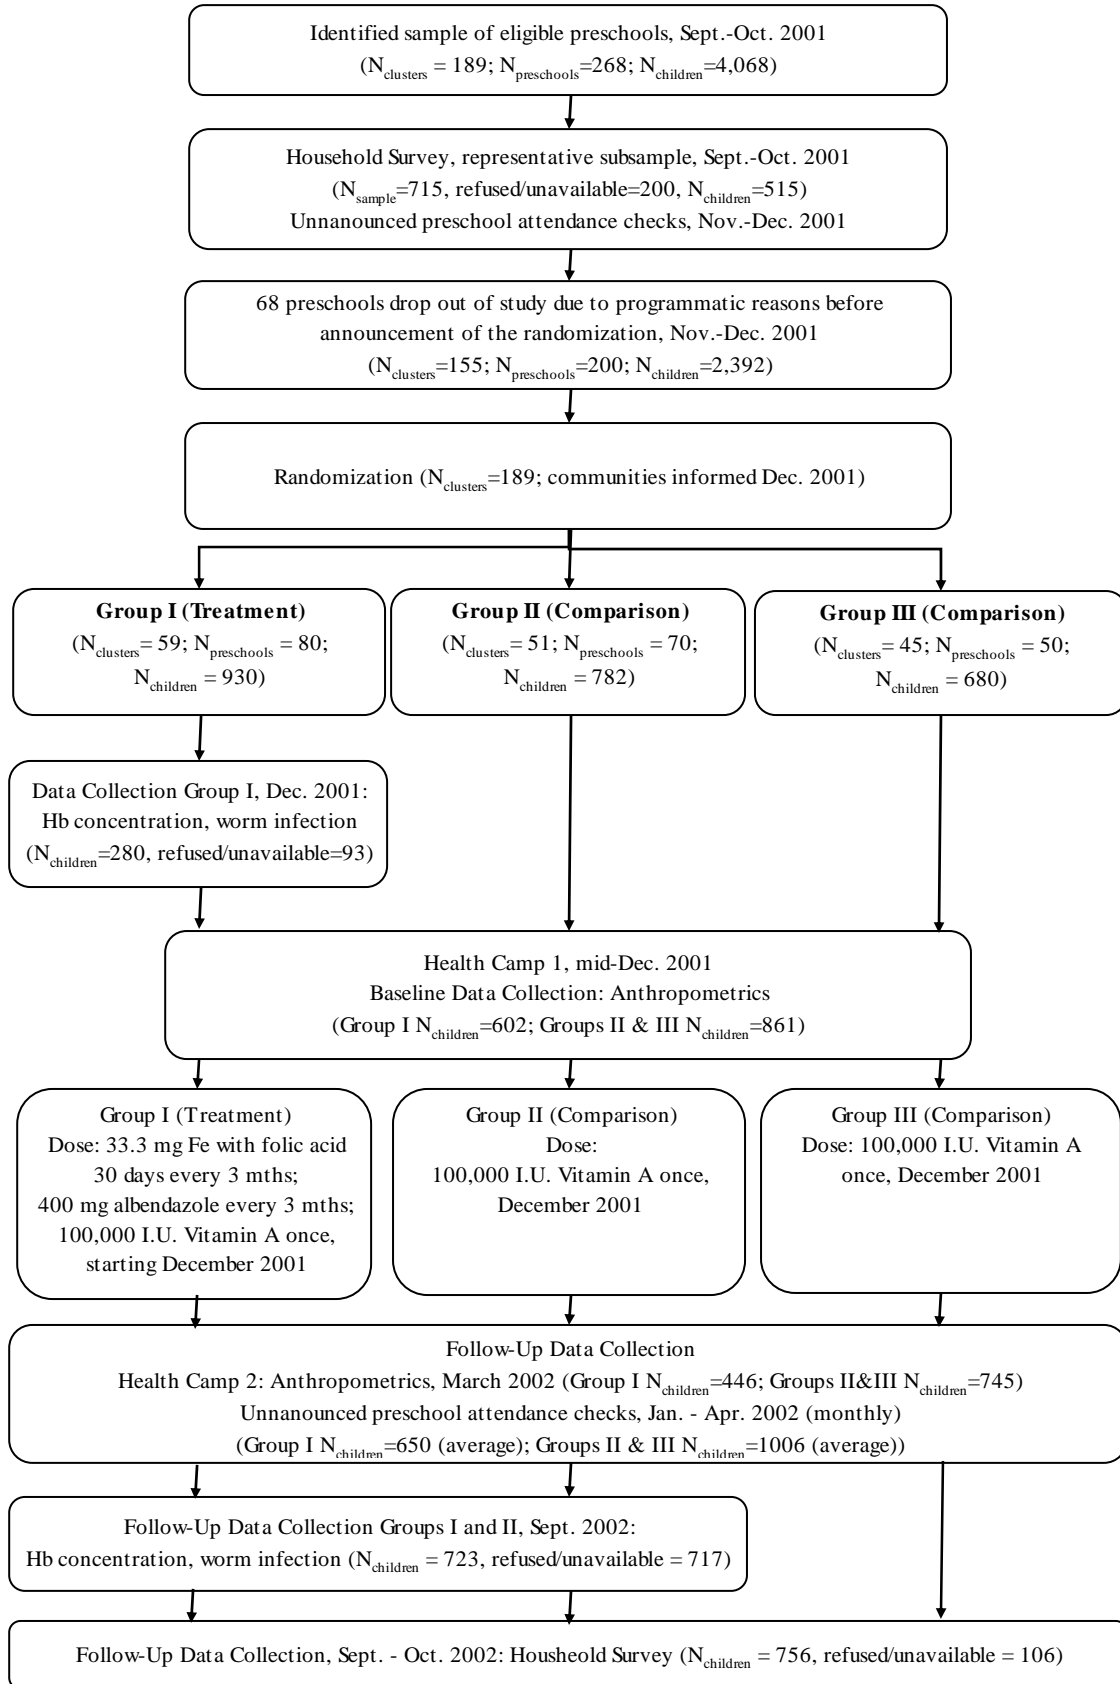 Identified sample of eligible preschools, Sept.-Oct. 2001
(Nclusters = 189; Npreschools=268; Nchildren=4,068)
Household Survey, representative subsample, Sept.-Oct. 2001
(Nsample=715, refused/unavailable=200, Nchildren=515)
Unnanounced preschool attendance checks, Nov.-Dec. 2001
68 preschools drop out of study due to programmatic reasons before
announcement of the randomization, Nov.-Dec. 2001
(Nclusters=155; Npreschools=200; Nchildren=2,392)
Randomization (Nclusters=189; communities informed Dec. 2001)
Group I (Treatment)
(Nclusters= 59; Npreschools = 80;
Nchildren = 930)
Group II (Comparison)
(Nclusters= 51; Npreschools = 70;
Nchildren = 782)
Group III (Comparison)
(Nclusters= 45; Npreschools = 50;
Nchildren = 680)
Data Collection Group I, Dec. 2001:
Hb concentration, worm infection
(Nchildren=280, refused/unavailable=93)
Health Camp 1, mid-Dec. 2001
Baseline Data Collection: Anthropometrics
(Group I Nchildren=602; Groups II & III Nchildren=861)
Group I (Treatment)
Dose: 33.3 mg Fe with folic acid
30 days every 3 mths;
400 mg albendazole every 3 mths;
100,000 I.U. Vitamin A once,
starting December 2001
Group II (Comparison)
Dose:
100,000 I.U. Vitamin A once,
December 2001
Group III (Comparison)
Dose: 100,000 I.U. Vitamin A
once, December 2001
Follow-Up Data Collection
Health Camp 2: Anthropometrics, March 2002 (Group I Nchildren=446; Groups II&III Nchildren=745)
Unnanounced preschool attendance checks, Jan. - Apr. 2002 (monthly)
(Group I Nchildren=650 (average); Groups II & III Nchildren=1006 (average))
Follow-Up Data Collection Groups I and II, Sept. 2002:
Hb concentration, worm infection (Nchildren = 723, refused/unavailable = 717)
Follow-Up Data Collection, Sept. - Oct. 2002: Housheold Survey (Nchildren = 756, refused/unavailable = 106)